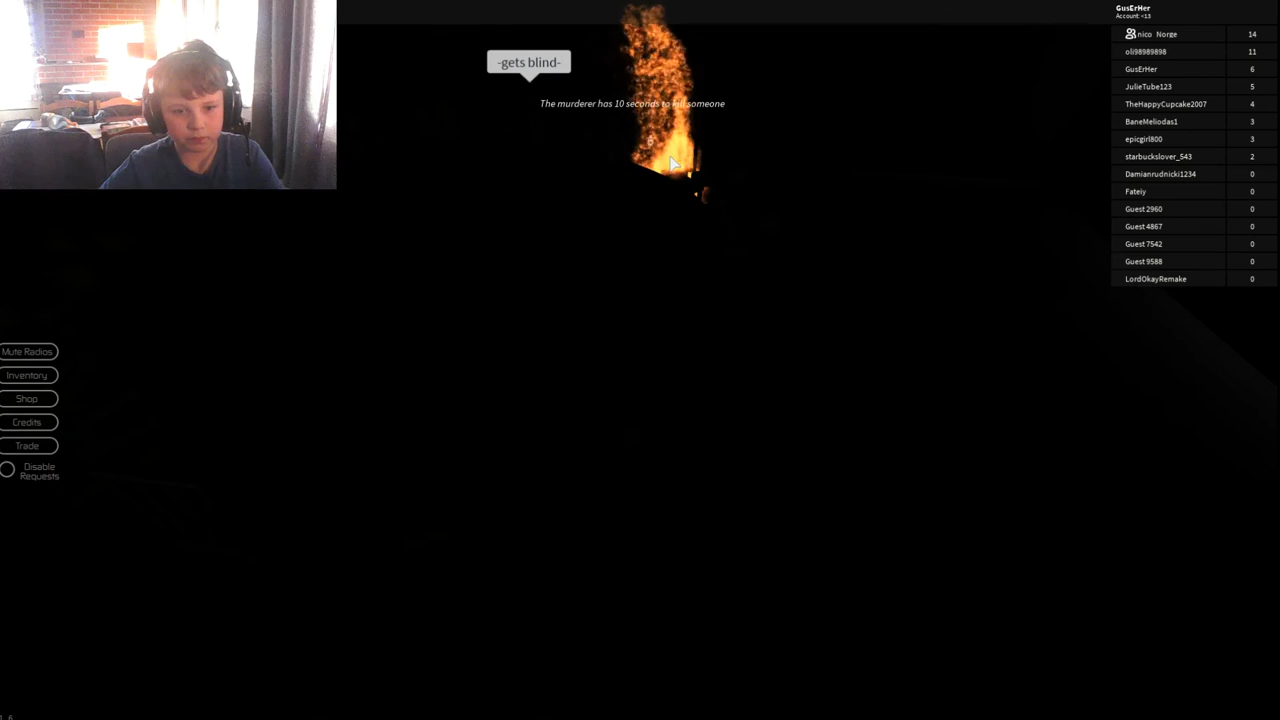 GusErHer
Account: <13
nico_Norge 14
oli98989898 11
GusErHer 6
JulieTube123 5
TheHappyCupcake2007 4
BaneMeliodas1 3
epicgirl800 3
starbuckslover_543 2
Damianrudnicki1234 0
Fateiy 0
Guest 2960 0
Guest 4867 0
Guest 7542 0
Guest 9588 0
LordOkayRemake 0
-gets blind-
The murderer has 10 seconds to kill someone
6
Mute Radios
Inventory
Shop
Credits
Trade
Disable
Requests